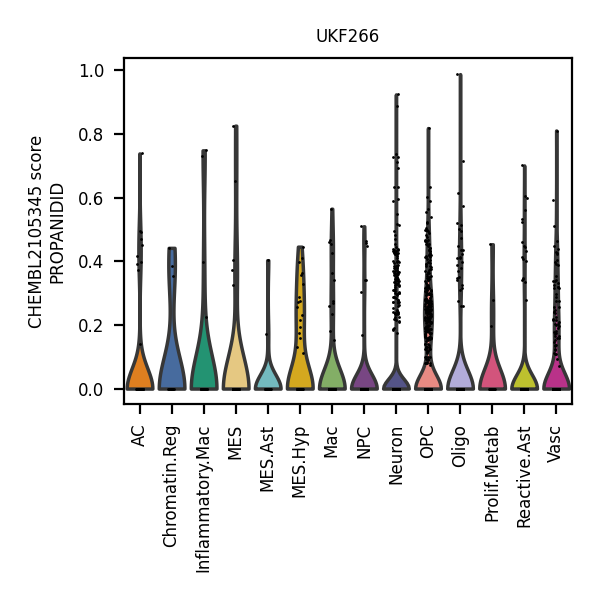 UKF266
CHEMBL2105345 score
PROPANIDID
1.0
0.8
0.6
0.4
0.2
0.0
AC
Chromatin.Reg
Inflammatory.Mac
MES
MES.Ast
MES.Hyp
Mac
NPC
Neuron
OPC
Oligo
Prolif.Metab
Reactive.Ast
Vasc